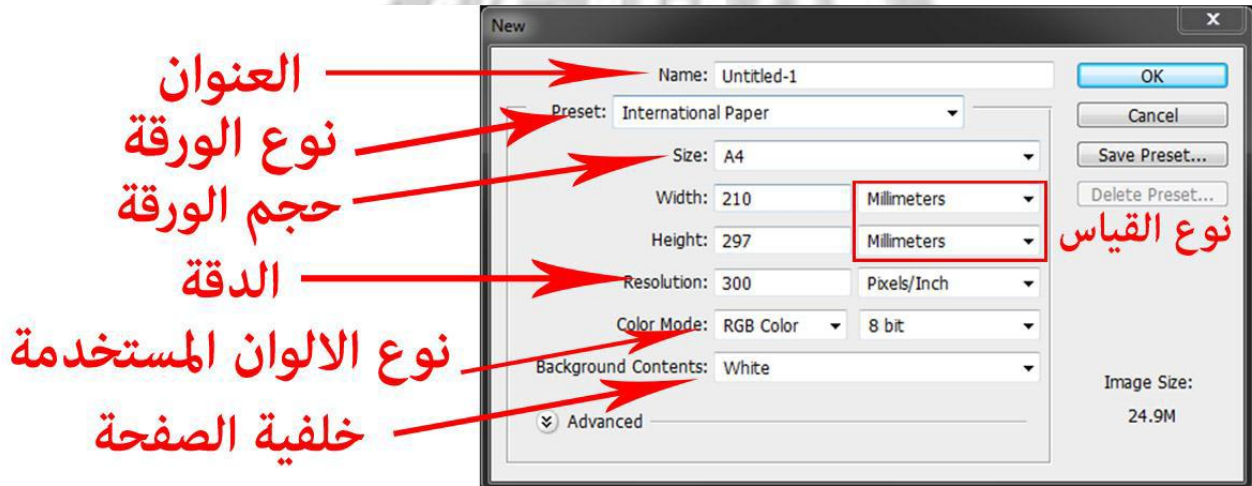 New
x
العنوان
Name: Untitled-1
OK
نوع الورقة
Preset: International Paper
Cancel
حجم الورقة
Size: A4
Save Preset...
Width: 210 Millimeters
Delete Preset...
نوع القياس
Height: 297 Millimeters
الدقة
Resolution: 300 Pixels/Inch
نوع الالوان المستخدمة
Color Mode: RGB Color 8 bit
خلفية الصفحة
Background Contents: White
Image Size:
24.9M
Advanced